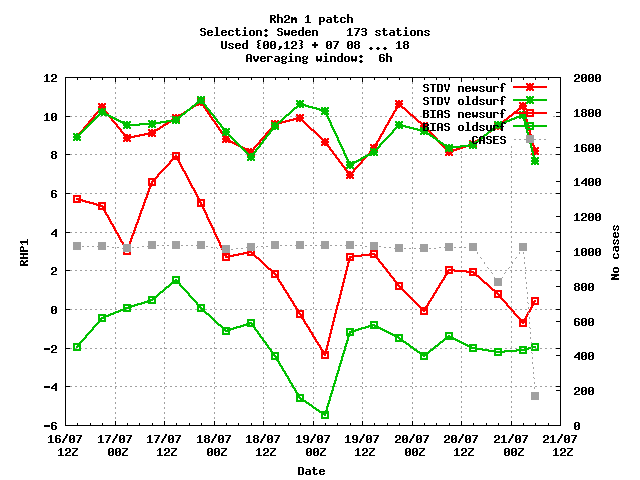 Rh2m 1 patch
Selection: Sweden    173 stations
Used {00,12} + 07 08 ... 18
Averaging window:  6h
STDV newsurf
STDV oldsurf
BIAS newsurf
BIAS oldsurf
CASES
12
10
8
6
4
2
0
-2
-4
-6
RHP1
2000
1800
1600
1400
1200
1000
800
600
400
200
0
No cases
16/07 17/07 17/07 18/07 18/07 19/07 19/07 20/07 20/07 21/07 21/07
12Z 00Z 12Z 00Z 12Z 00Z 12Z 00Z 12Z 00Z 12Z
Date